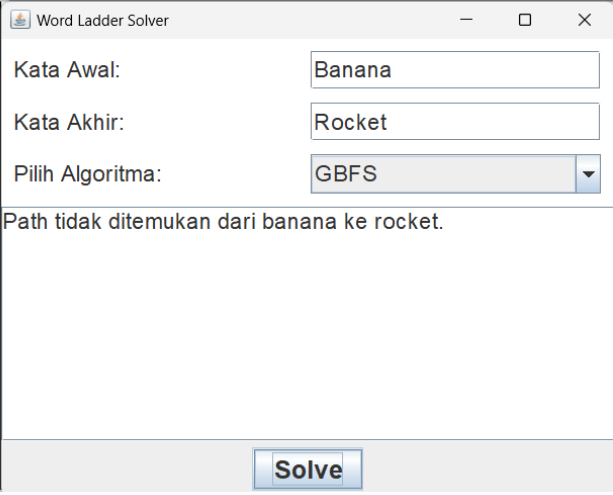 Word Ladder Solver
Kata Awal: Banana
Kata Akhir: Rocket
Pilih Algoritma: GBFS
Path tidak ditemukan dari banana ke rocket.
Solve